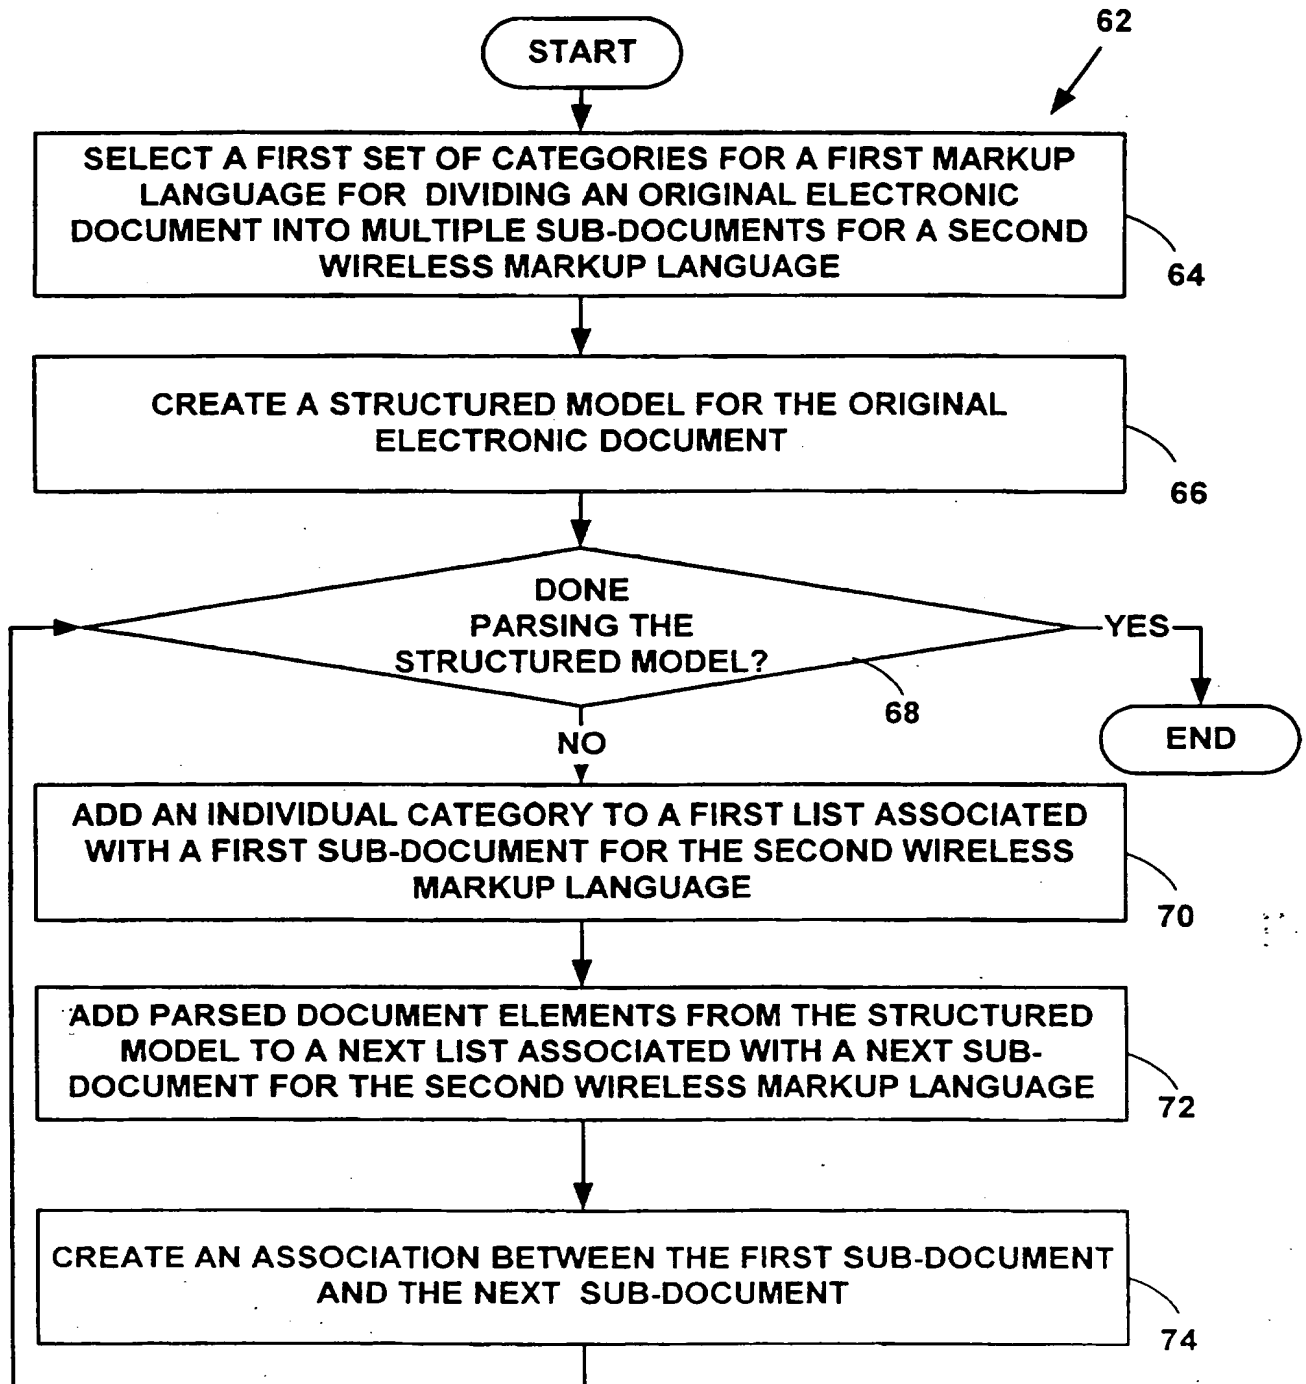 62
START
SELECT A FIRST SET OF CATEGORIES FOR A FIRST MARKUP
LANGUAGE FOR DIVIDING AN ORIGINAL ELECTRONIC
DOCUMENT INTO MULTIPLE SUB-DOCUMENTS FOR A SECOND
WIRELESS MARKUP LANGUAGE
64
CREATE A STRUCTURED MODEL FOR THE ORIGINAL
ELECTRONIC DOCUMENT
66
DONE
PARSING THE
STRUCTURED MODEL?
YES
68
NO
END
ADD AN INDIVIDUAL CATEGORY TO A FIRST LIST ASSOCIATED
WITH A FIRST SUB-DOCUMENT FOR THE SECOND WIRELESS
MARKUP LANGUAGE
70
ADD PARSED DOCUMENT ELEMENTS FROM THE STRUCTURED
MODEL TO A NEXT LIST ASSOCIATED WITH A NEXT SUB-
DOCUMENT FOR THE SECOND WIRELESS MARKUP LANGUAGE
72
CREATE AN ASSOCIATION BETWEEN THE FIRST SUB-DOCUMENT
AND THE NEXT SUB-DOCUMENT
74